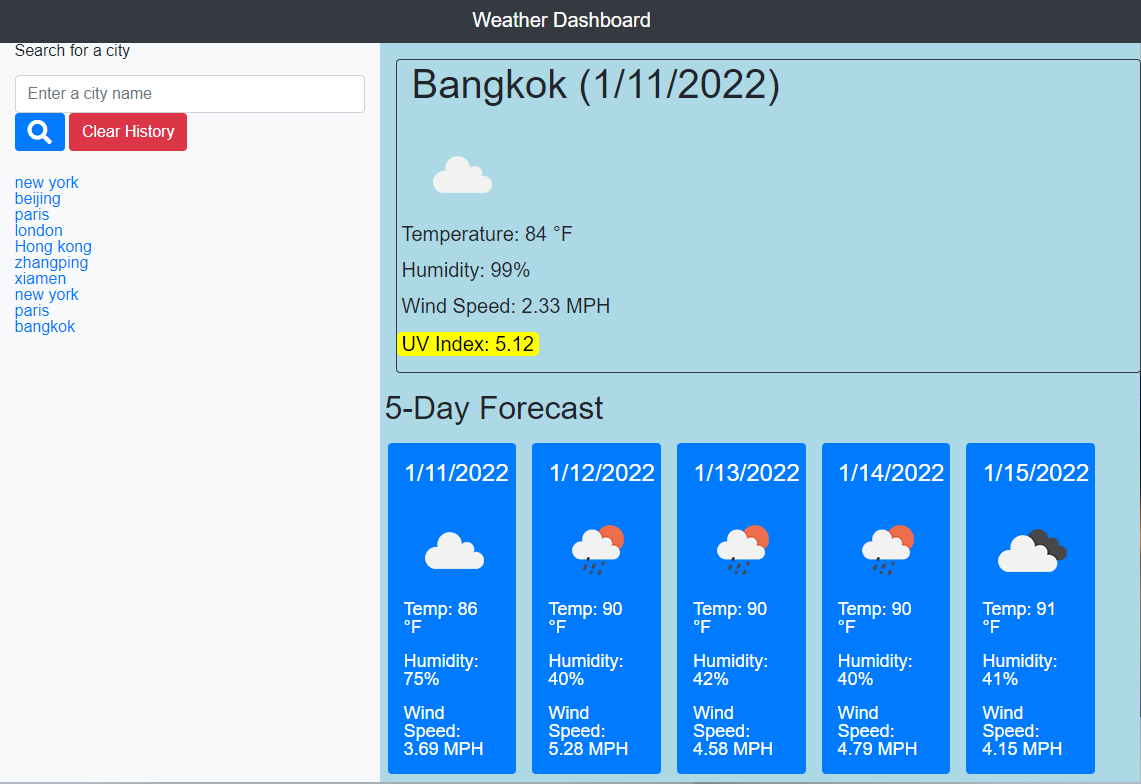 Weather Dashboard
Search for a city
Enter a city name
Clear History
new york
beijing
paris
london
Hong kong
zhangping
xiamen
new york
paris
bangkok
Bangkok (1/11/2022)
Temperature: 84 °F
Humidity: 99%
Wind Speed: 2.33 MPH
UV Index: 5.12
5-Day Forecast
1/11/2022
Temp: 86
°F
Humidity:
75%
Wind
Speed:
3.69 MPH
1/12/2022
Temp: 90
°F
Humidity:
40%
Wind
Speed:
5.28 MPH
1/13/2022
Temp: 90
°F
Humidity:
42%
Wind
Speed:
4.58 MPH
1/14/2022
Temp: 90
°F
Humidity:
40%
Wind
Speed:
4.79 MPH
1/15/2022
Temp: 91
°F
Humidity:
41%
Wind
Speed:
4.15 MPH